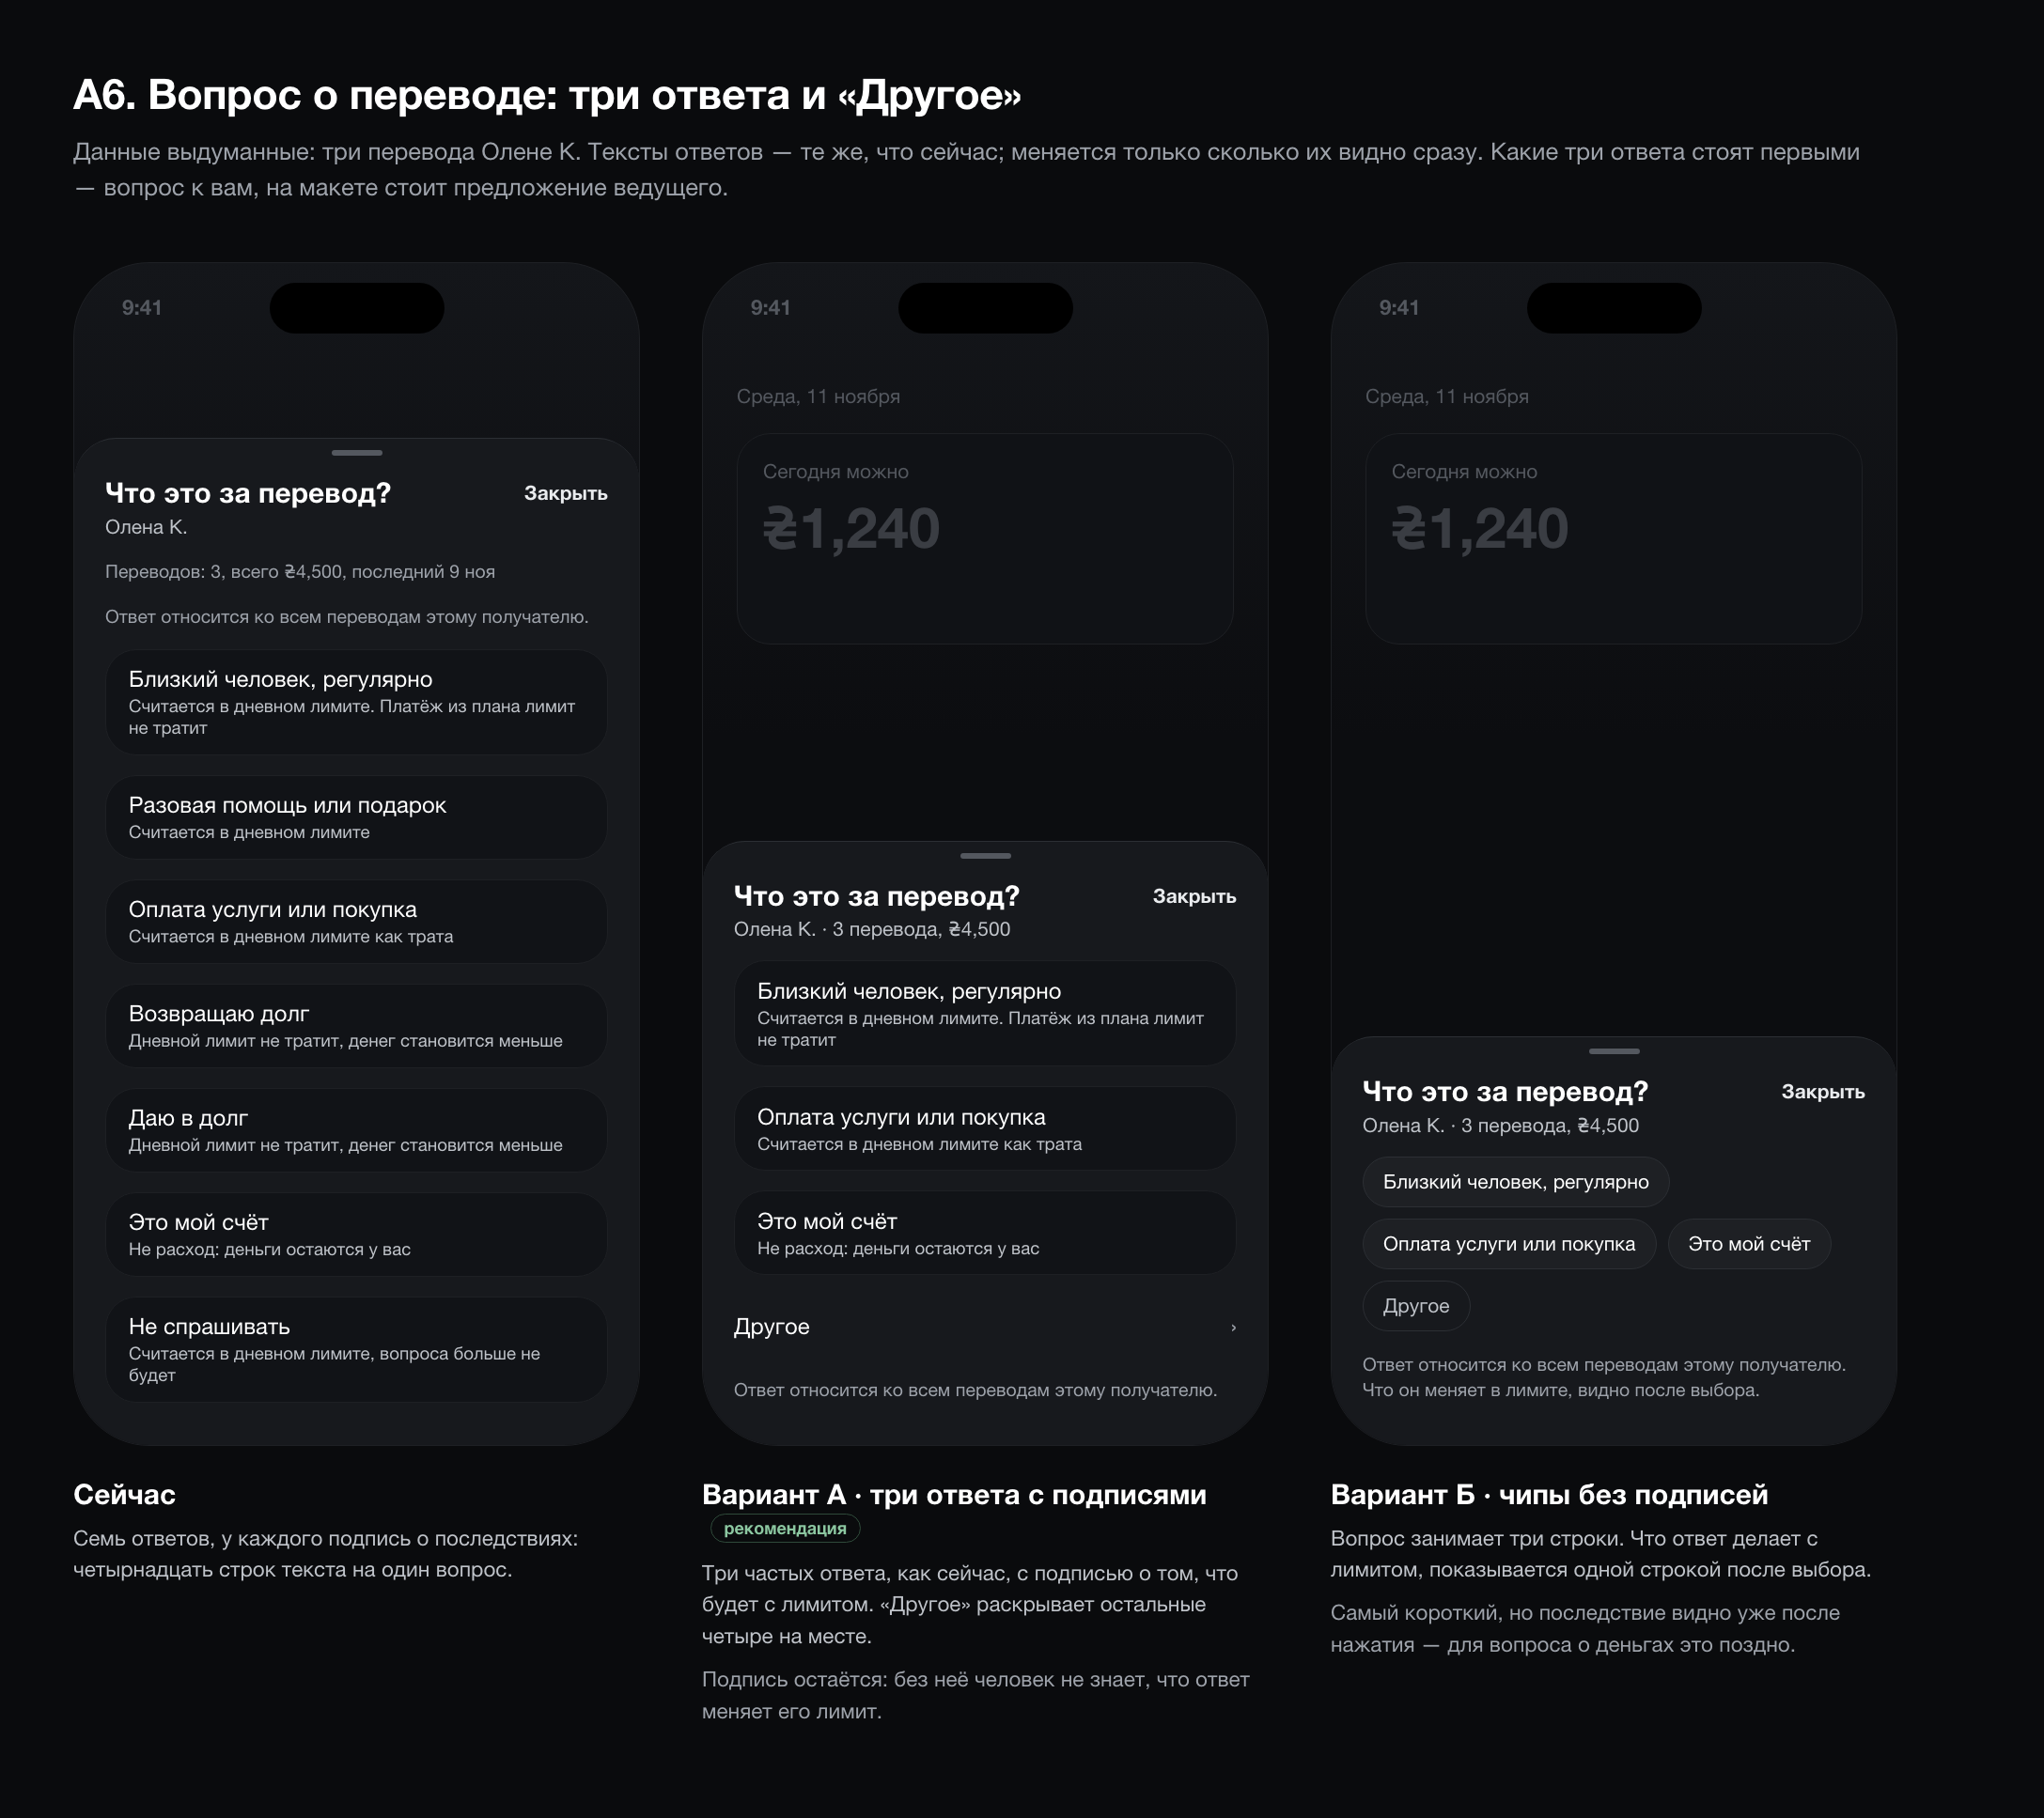 А6. Вопрос о переводе: три ответа и «Другое»
Данные выдуманные: три перевода Олене К. Тексты ответов — те же, что сейчас; меняется только сколько их видно сразу. Какие три ответа стоят первыми
— вопрос к вам, на макете стоит предложение ведущего.
9:41
Что это за перевод?
Закрыть
Олена К.
Переводов: 3, всего ₴4,500, последний 9 ноя
Ответ относится ко всем переводам этому получателю.
Близкий человек, регулярно
Считается в дневном лимите. Платёж из плана лимит
не тратит
Разовая помощь или подарок
Считается в дневном лимите
Оплата услуги или покупка
Считается в дневном лимите как трата
Возвращаю долг
Дневной лимит не тратит, денег становится меньше
Даю в долг
Дневной лимит не тратит, денег становится меньше
Это мой счёт
Не расход: деньги остаются у вас
Не спрашивать
Считается в дневном лимите, вопроса больше не
будет
Сейчас
Семь ответов, у каждого подпись о последствиях:
четырнадцать строк текста на один вопрос.
9:41
Среда, 11 ноября
Сегодня можно
₴1,240
Что это за перевод?
Закрыть
Олена К. · 3 перевода, ₴4,500
Близкий человек, регулярно
Считается в дневном лимите. Платёж из плана лимит
не тратит
Оплата услуги или покупка
Считается в дневном лимите как трата
Это мой счёт
Не расход: деньги остаются у вас
Другое ›
Ответ относится ко всем переводам этому получателю.
Вариант А · три ответа с подписями
рекомендация
Три частых ответа, как сейчас, с подписью о том, что
будет с лимитом. «Другое» раскрывает остальные
четыре на месте.
Подпись остаётся: без неё человек не знает, что ответ
меняет его лимит.
9:41
Среда, 11 ноября
Сегодня можно
₴1,240
Что это за перевод?
Закрыть
Олена К. · 3 перевода, ₴4,500
Близкий человек, регулярно
Оплата услуги или покупка
Это мой счёт
Другое
Ответ относится ко всем переводам этому получателю.
Что он меняет в лимите, видно после выбора.
Вариант Б · чипы без подписей
Вопрос занимает три строки. Что ответ делает с
лимитом, показывается одной строкой после выбора.
Самый короткий, но последствие видно уже после
нажатия — для вопроса о деньгах это поздно.